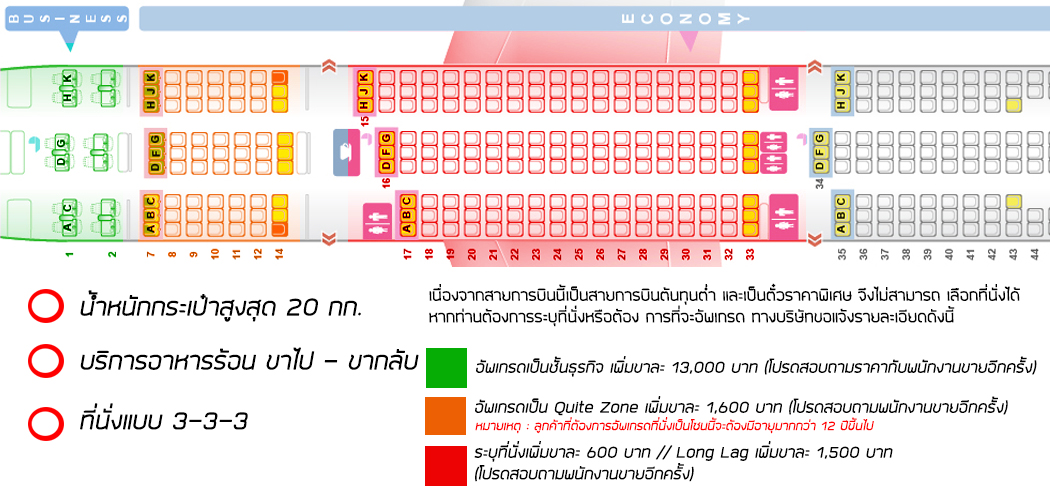 BUSINESS
ECONOMY
H J K H J K H J K H J K
15
D G D F G D F G D F G
16
34
A C A B C A B C A B C
1 2 7 8 9 10 11 12 14 17 18 19 20 21 22 23 24 25 26 27 28 29 30 31 32 33 35 36 37 38 39 40 41 42 43 44
น้ำหนักกระเป๋าสูงสุด 20 กก.
บริการอาหารร้อน ขาไป - ขากลับ
ที่นั่งแบบ 3-3-3
เนื่องจากสายการบินนี้เป็นสายการบินต้นทุนต่ำ และเป็นตั๋วราคาพิเศษ จึงไม่สามารถ เลือกที่นั่งได้
หากท่านต้องการระบุที่นั่งหรือต้อง การที่จะอัพเกรด ทางบริษัทขอแจ้งรายละเอียดดังนี้
อัพเกรดเป็นชั้นธุรกิจ เพิ่มขาละ 13,000 บาท (โปรดสอบถามราคากับพนักงานขายอีกครั้ง)
อัพเกรดเป็น Quite Zone เพิ่มขาละ 1,600 บาท (โปรดสอบถามพนักงานขายอีกครั้ง)
หมายเหตุ : ลูกค้าที่ต้องการอัพเกรดที่นั่งเป็นโซนนี้จะต้องมีอายุมากกว่า 12 ปีขึ้นไป
ระบุที่นั่งเพิ่มขาละ 600 บาท // Long Lag เพิ่มขาละ 1,500 บาท
(โปรดสอบถามพนักงานขายอีกครั้ง)